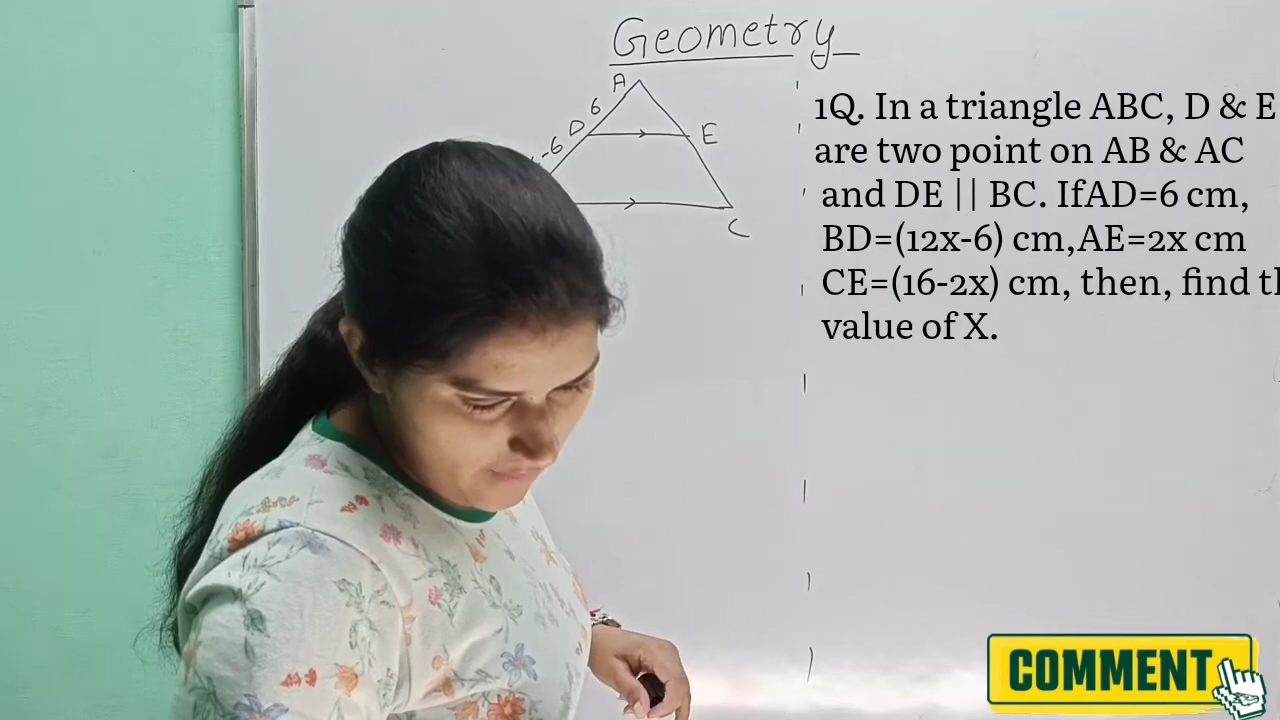 Geometry
A
6
D
E
-6
C
1Q. In a triangle ABC, D & E
are two point on AB & AC
and DE || BC. IfAD=6 cm,
BD=(12x-6) cm,AE=2x cm
CE=(16-2x) cm, then, find th
value of X.
COMMENT